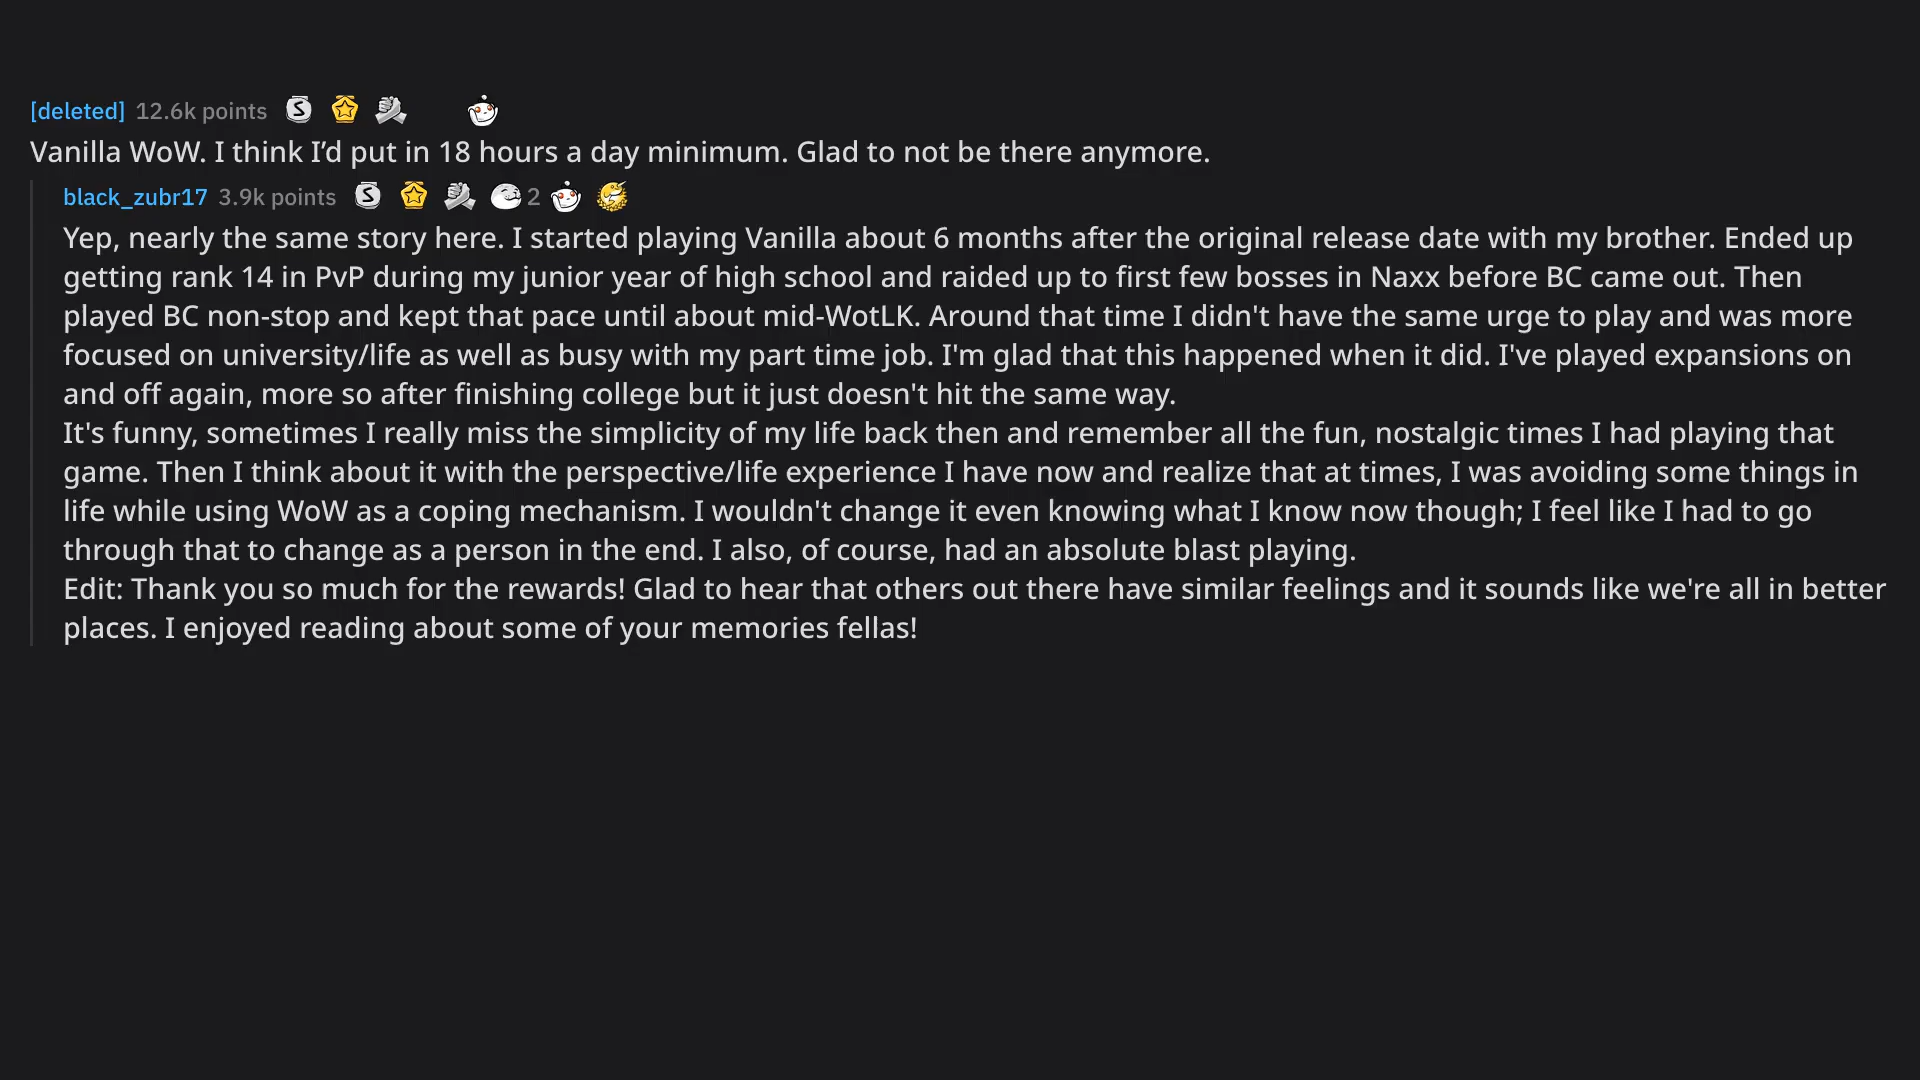 [deleted] 12.6k points
Vanilla WoW. I think I’d put in 18 hours a day minimum. Glad to not be there anymore.
black_zubr17 3.9k points 2
Yep, nearly the same story here. I started playing Vanilla about 6 months after the original release date with my brother. Ended up
getting rank 14 in PvP during my junior year of high school and raided up to first few bosses in Naxx before BC came out. Then
played BC non-stop and kept that pace until about mid-WotLK. Around that time I didn't have the same urge to play and was more
focused on university/life as well as busy with my part time job. I'm glad that this happened when it did. I've played expansions on
and off again, more so after finishing college but it just doesn't hit the same way.
It's funny, sometimes I really miss the simplicity of my life back then and remember all the fun, nostalgic times I had playing that
game. Then I think about it with the perspective/life experience I have now and realize that at times, I was avoiding some things in
life while using WoW as a coping mechanism. I wouldn't change it even knowing what I know now though; I feel like I had to go
through that to change as a person in the end. I also, of course, had an absolute blast playing.
Edit: Thank you so much for the rewards! Glad to hear that others out there have similar feelings and it sounds like we're all in better
places. I enjoyed reading about some of your memories fellas!